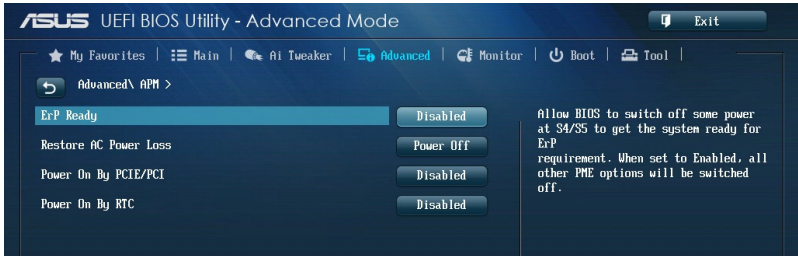 ASUS UEFI BIOS Utility - Advanced Mode
Exit
My Favorites | Main | Ai Tweaker | Advanced | Monitor | Boot | Tool |
Advanced\ APM >
ErP Ready Disabled
Restore AC Power Loss Power Off
Power On By PCIE/PCI Disabled
Power On By RTC Disabled
Allow BIOS to switch off some power
at S4/S5 to get the system ready for
ErP
requirement. When set to Enabled, all
other PME options will be switched
off.